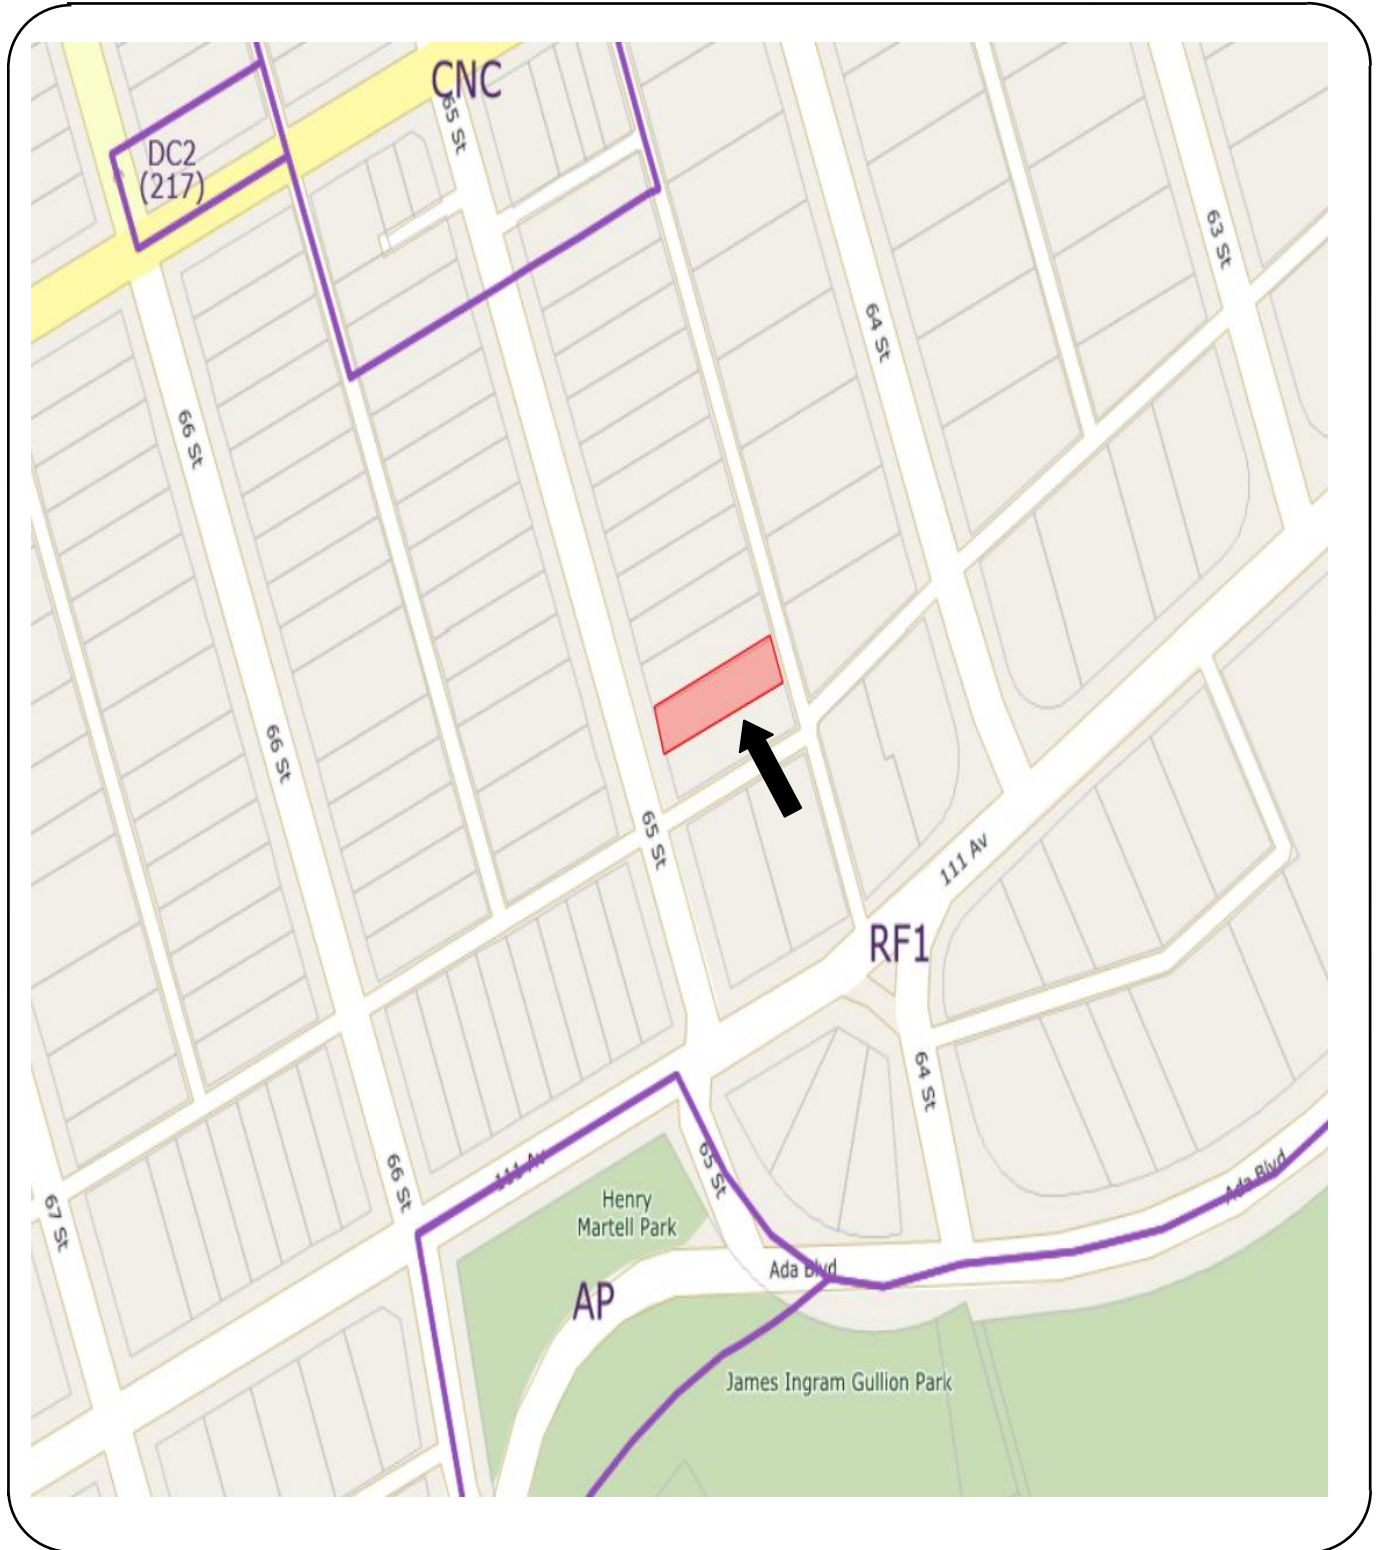 CNC
65 St
DC2
(217)
63 St
64 St
66 St
66 St
65 St
111 Av
RF1
64 St
65 St
111 Av
66 St
67 St
Henry
Martell Park
Ada Blvd
Ada Blvd
AP
James Ingram Gullion Park